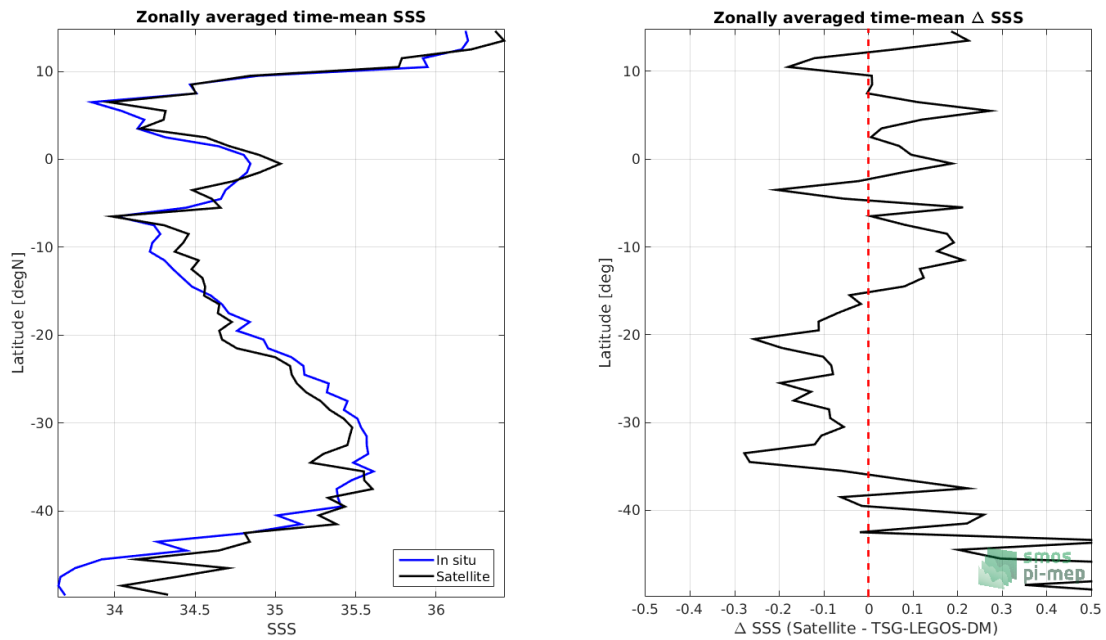 Zonally averaged time-mean SSS
10
0
-10
-20
-30
-40
Latitude [degN]
34
34.5
35
35.5
36
SSS
In situ
Satellite
Zonally averaged time-mean Δ SSS
10
0
-10
-20
-30
-40
Latitude [deg]
-0.5
-0.4
-0.3
-0.2
-0.1
0
0.1
0.2
0.3
0.4
0.5
Δ SSS (Satellite - TSG-LEGOS-DM)
smos
pi-mep